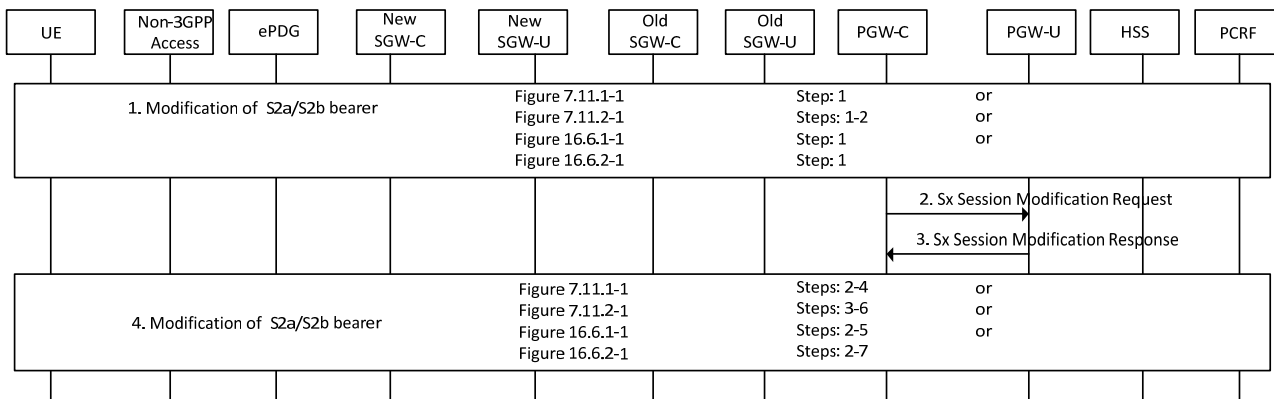 UE
Non-3GPP
Access
ePDG
New
SGW-C
New
SGW-U
Old
SGW-C
Old
SGW-U
PGW-C
PGW-U
HSS
PCRF
1. Modification of S2a/S2b bearer
Figure 7.11.1-1 Step: 1 or
Figure 7.11.2-1 Steps: 1-2 or
Figure 16.6.1-1 Step: 1 or
Figure 16.6.2-1 Step: 1
2. Sx Session Modification Request
3. Sx Session Modification Response
4. Modification of S2a/S2b bearer
Figure 7.11.1-1 Steps: 2-4 or
Figure 7.11.2-1 Steps: 3-6 or
Figure 16.6.1-1 Steps: 2-5 or
Figure 16.6.2-1 Steps: 2-7